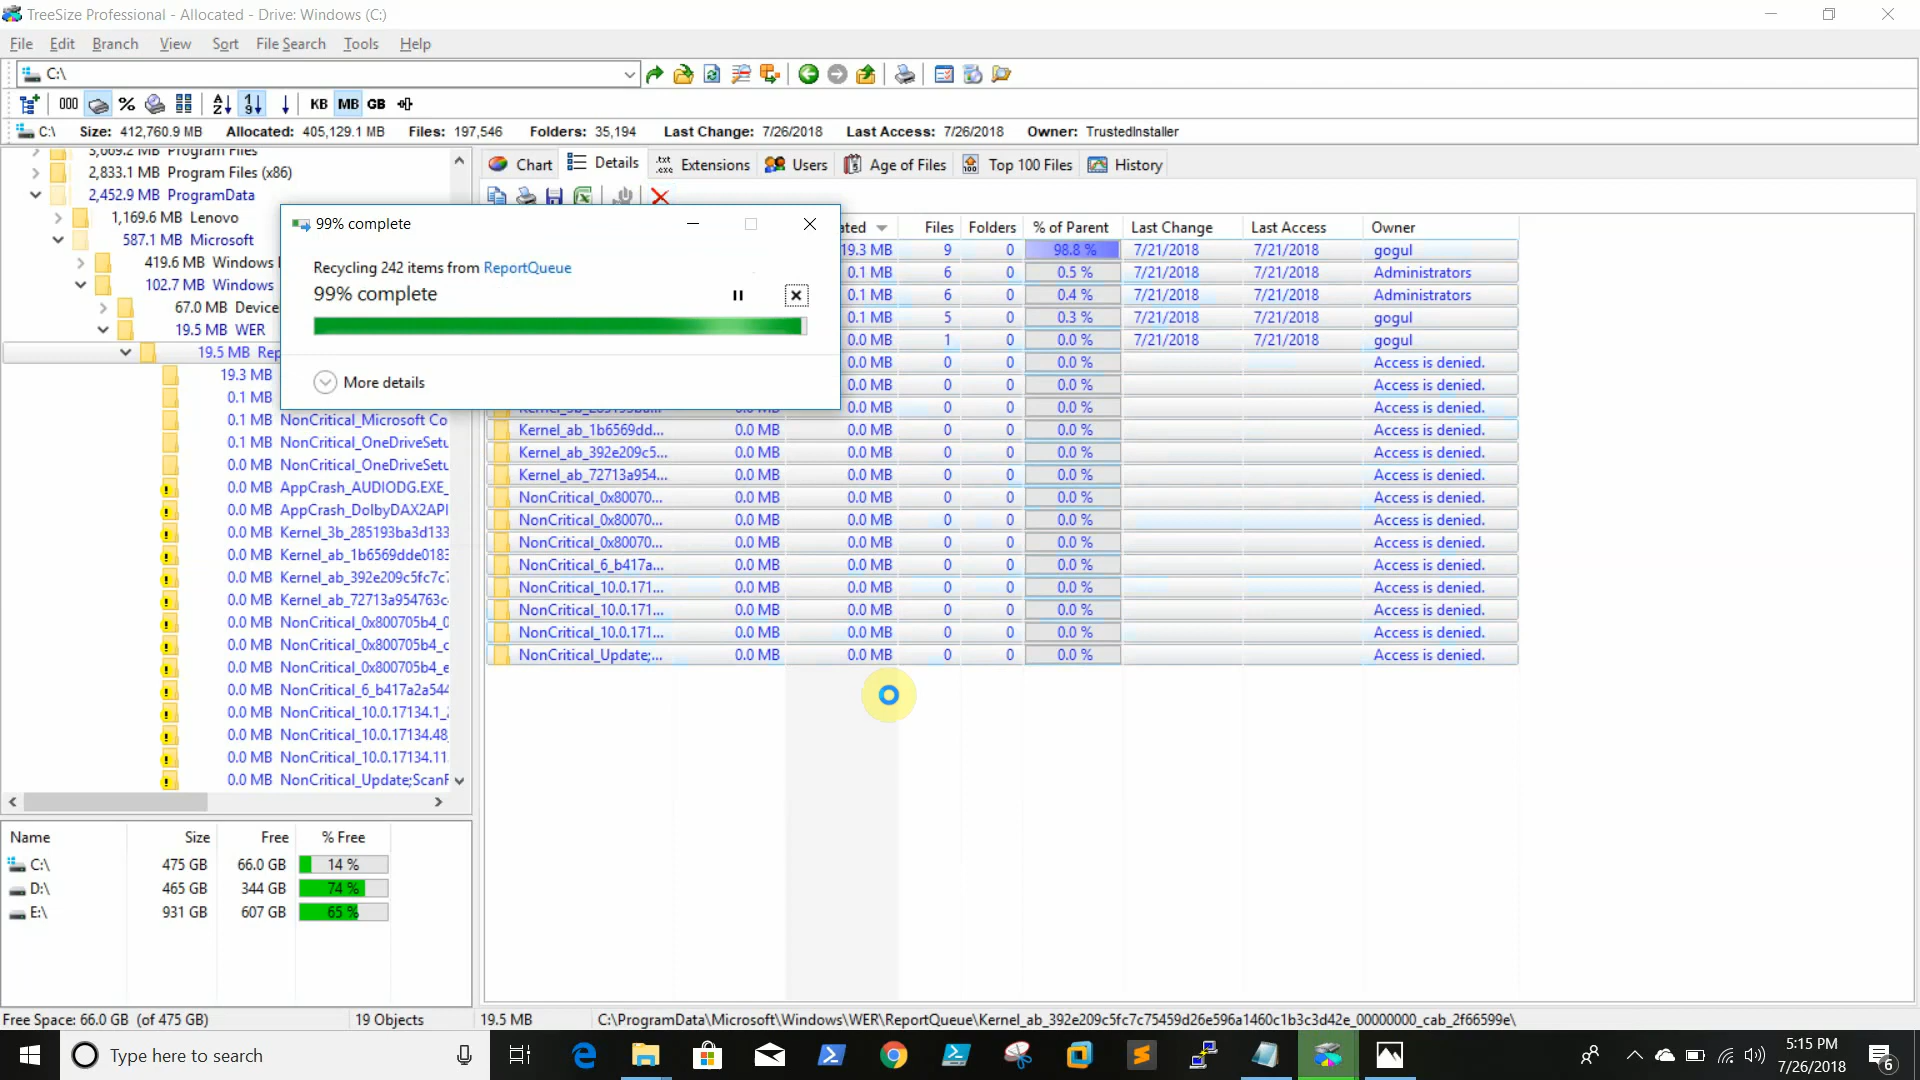 TreeSize Professional - Allocated - Drive: Windows (C:)
File Edit Branch View Sort File Search Tools Help
C:\
000 % KB MB GB
C:\ Size: 412,760.9 MB Allocated: 405,129.1 MB Files: 197,546 Folders: 35,194 Last Change: 7/26/2018 Last Access: 7/26/2018 Owner: TrustedInstaller
3,669.2 MB Program Files
2,833.1 MB Program Files (x86)
2,452.9 MB ProgramData
1,169.6 MB Lenovo
587.1 MB Microsoft
419.6 MB Windows
102.7 MB Windows
67.0 MB Device
19.5 MB WER
19.5 MB Rep
19.3 MB
0.1 MB
0.1 MB NonCritical_Microsoft Co
0.1 MB NonCritical_OneDriveSetu
0.0 MB NonCritical_OneDriveSetu
0.0 MB AppCrash_AUDIODG.EXE_
0.0 MB AppCrash_DolbyDAX2API
0.0 MB Kernel_3b_285193ba3d133
0.0 MB Kernel_ab_1b6569dde0183
0.0 MB Kernel_ab_392e209c5fc7c7
0.0 MB Kernel_ab_72713a954763c
0.0 MB NonCritical_0x800705b4_0
0.0 MB NonCritical_0x800705b4_c
0.0 MB NonCritical_0x800705b4_e
0.0 MB NonCritical_6_b417a2a544
0.0 MB NonCritical_10.0.17134.1_
0.0 MB NonCritical_10.0.17134.48
0.0 MB NonCritical_10.0.17134.11
0.0 MB NonCritical_Update;ScanF
99% complete
Recycling 242 items from ReportQueue
99% complete
More details
Chart Details Extensions Users Age of Files Top 100 Files History
ated Files Folders % of Parent Last Change Last Access Owner
19.3 MB 9 0 98.8 % 7/21/2018 7/21/2018 gogul
0.1 MB 6 0 0.5 % 7/21/2018 7/21/2018 Administrators
0.1 MB 6 0 0.4 % 7/21/2018 7/21/2018 Administrators
0.1 MB 5 0 0.3 % 7/21/2018 7/21/2018 gogul
0.0 MB 1 0 0.0 % 7/21/2018 7/21/2018 gogul
0.0 MB 0 0 0.0 % Access is denied.
0.0 MB 0 0 0.0 % Access is denied.
Kernel_3b_285193ba... 0.0 MB 0.0 MB 0 0 0.0 % Access is denied.
Kernel_ab_1b6569dd... 0.0 MB 0.0 MB 0 0 0.0 % Access is denied.
Kernel_ab_392e209c5... 0.0 MB 0.0 MB 0 0 0.0 % Access is denied.
Kernel_ab_72713a954... 0.0 MB 0.0 MB 0 0 0.0 % Access is denied.
NonCritical_0x80070... 0.0 MB 0.0 MB 0 0 0.0 % Access is denied.
NonCritical_0x80070... 0.0 MB 0.0 MB 0 0 0.0 % Access is denied.
NonCritical_0x80070... 0.0 MB 0.0 MB 0 0 0.0 % Access is denied.
NonCritical_6_b417a... 0.0 MB 0.0 MB 0 0 0.0 % Access is denied.
NonCritical_10.0.171... 0.0 MB 0.0 MB 0 0 0.0 % Access is denied.
NonCritical_10.0.171... 0.0 MB 0.0 MB 0 0 0.0 % Access is denied.
NonCritical_10.0.171... 0.0 MB 0.0 MB 0 0 0.0 % Access is denied.
NonCritical_Update;... 0.0 MB 0.0 MB 0 0 0.0 % Access is denied.
Name Size Free % Free
C:\ 475 GB 66.0 GB 14 %
D:\ 465 GB 344 GB 74 %
E:\ 931 GB 607 GB 65 %
Free Space: 66.0 GB (of 475 GB) 19 Objects 19.5 MB C:\ProgramData\Microsoft\Windows\WER\ReportQueue\Kernel_ab_392e209c5fc7c75459d26e596a1460c1b3c3d42e_00000000_cab_2f66599e\
Type here to search
5:15 PM
7/26/2018
6